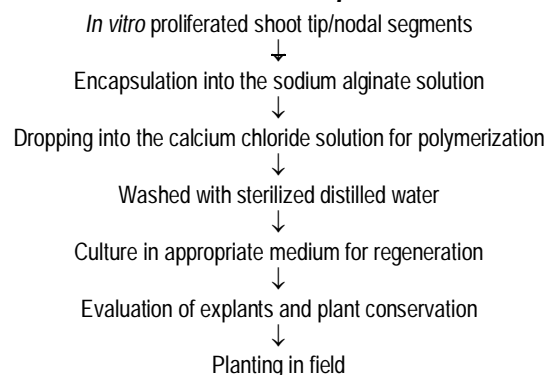 In vitro proliferated shoot tip/nodal segments
↓
Encapsulation into the sodium alginate solution
↓
Dropping into the calcium chloride solution for polymerization
↓
Washed with sterilized distilled water
↓
Culture in appropriate medium for regeneration
↓
Evaluation of explants and plant conservation
↓
Planting in field